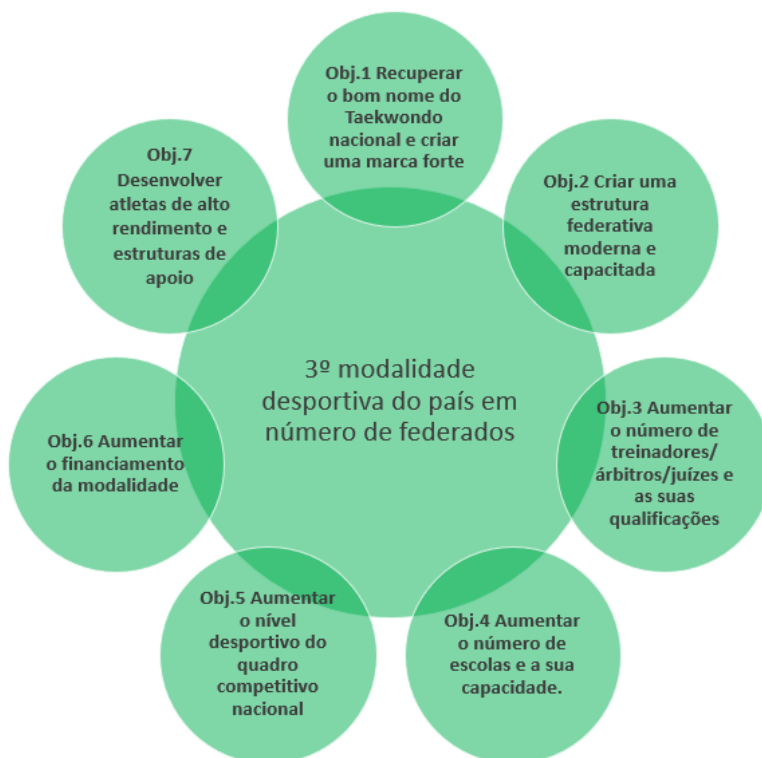 Obj.1 Recuperar
o bom nome do
Taekwondo
nacional e criar
uma marca forte
Obj.2 Criar uma
estrutura
federativa
moderna e
capacitada
Obj.3 Aumentar
o número de
treinadores/
árbitros/juízes e
as suas
qualificações
Obj.4 Aumentar
o número de
escolas e a sua
capacidade.
Obj.5 Aumentar
o nível
desportivo do
quadro
competitivo
nacional
Obj.6 Aumentar
o financiamento
da modalidade
Obj.7
Desenvolver
atletas de alto
rendimento e
estruturas de
apoio
3º modalidade
desportiva do país em
número de federados